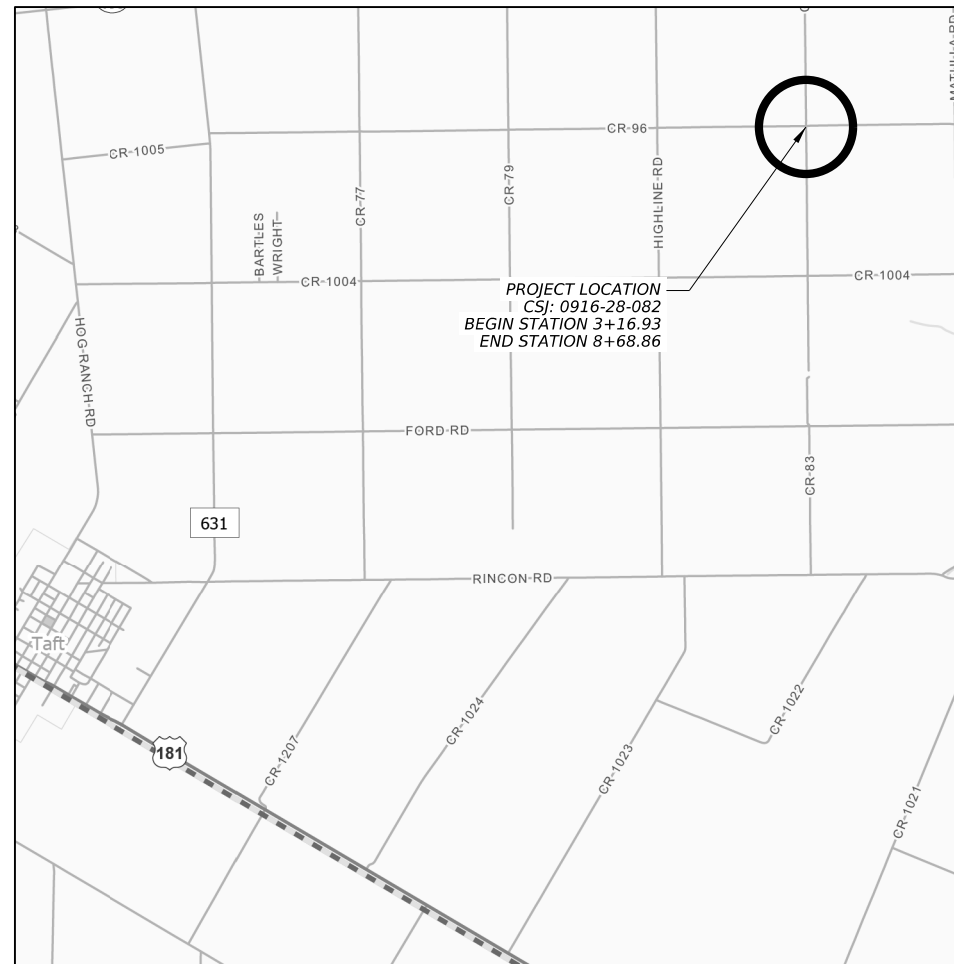 CR-96
CR-1005
MATULLA-RD
CR-77
CR-79
HIGHLINE-RD
BARTLES
WRIGHT
CR-1004
CR-1004
PROJECT LOCATION
CSJ: 0916-28-082
BEGIN STATION 3+16.93
END STATION 8+68.86
HOG-RANCH-RD
FORD-RD
CR-83
631
RINCON-RD
Taft
CR-1024
CR-1022
181
CR-1207
CR-1023
CR-1021